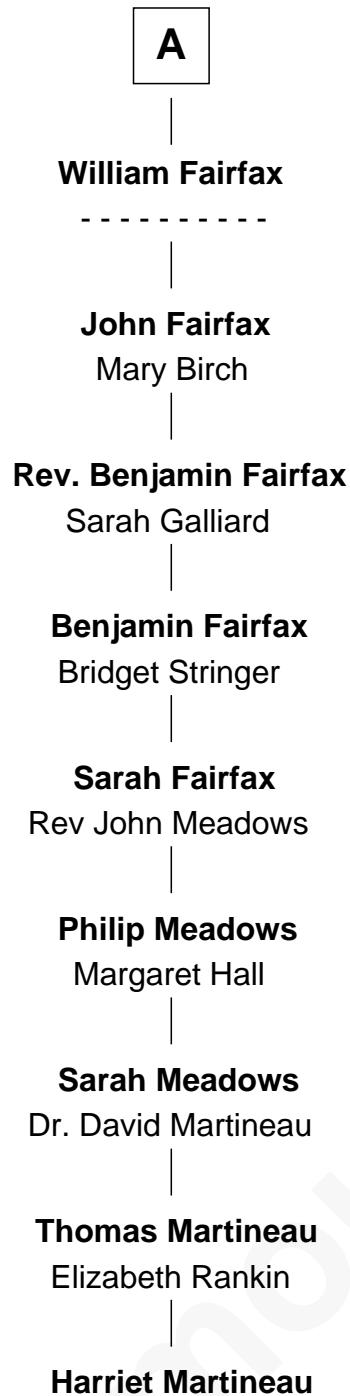 A
William Fairfax
- - - - - - - - - -
John Fairfax
Mary Birch
Rev. Benjamin Fairfax
Sarah Galliard
Benjamin Fairfax
Bridget Stringer
Sarah Fairfax
Rev John Meadows
Philip Meadows
Margaret Hall
Sarah Meadows
Dr. David Martineau
Thomas Martineau
Elizabeth Rankin
Harriet Martineau